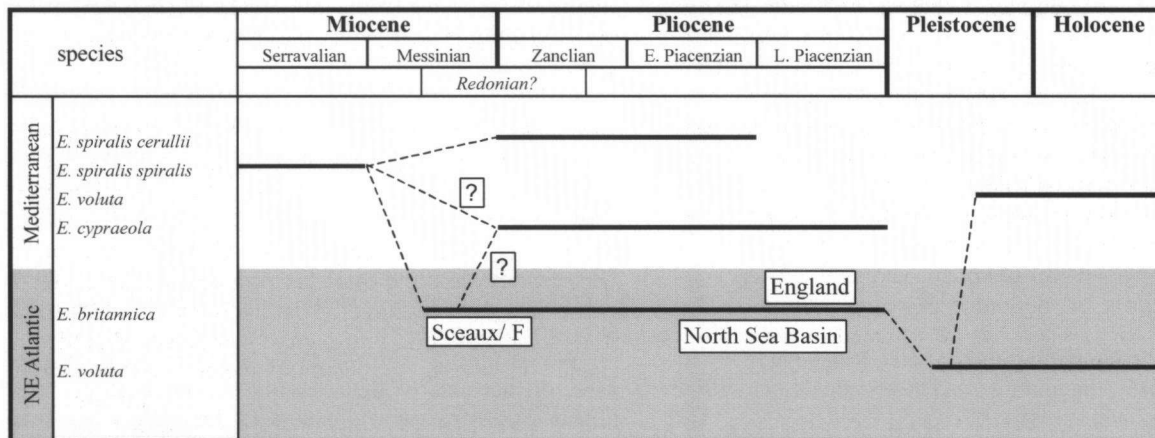 species
Miocene Pliocene Pleistocene Holocene
Serravalian Messinian Zanclian E. Piacenzian L. Piacenzian
Redonian?
Mediterranean
E. spiralis cerullii
E. spiralis spiralis
E. voluta
E. cypraeola
?
?
NE Atlantic
E. britannica
E. voluta
England
Sceaux/ F
North Sea Basin